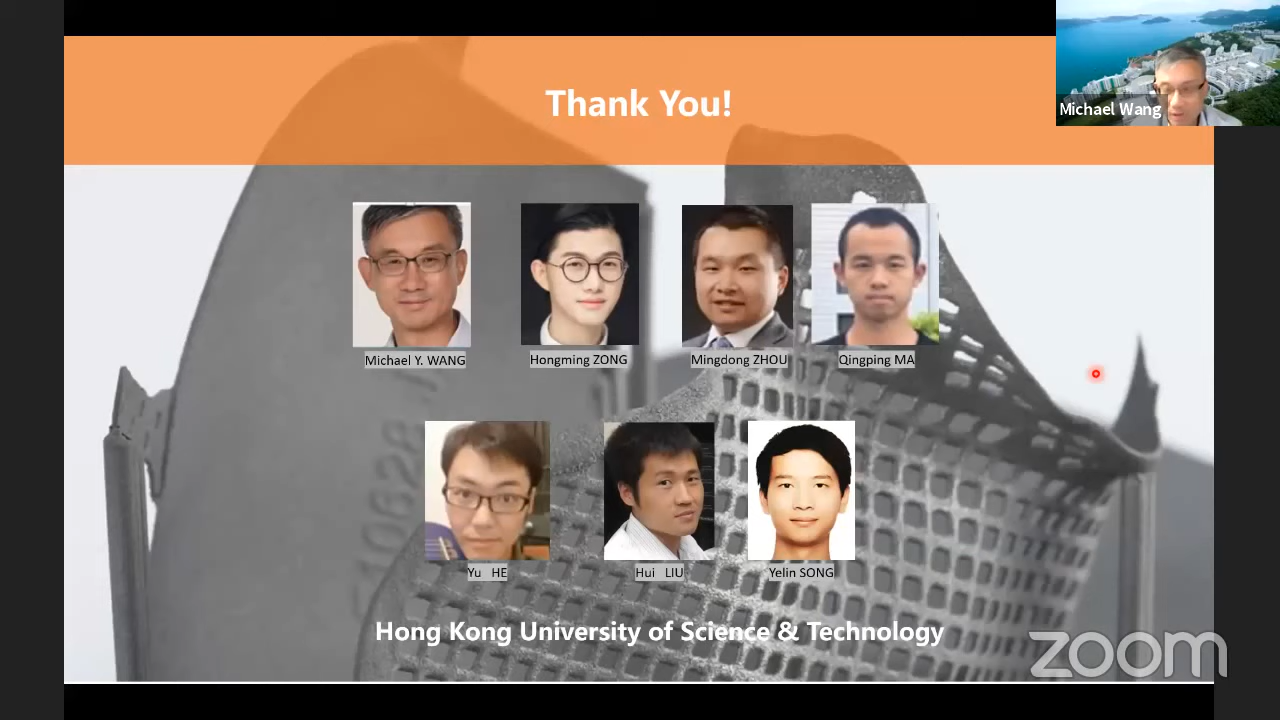 Thank You!
Michael Wang
Michael Y. WANG
Hongming ZONG
Mingdong ZHOU
Qingping MA
Yu HE
Hui LIU
Yelin SONG
Hong Kong University of Science & Technology
zoom